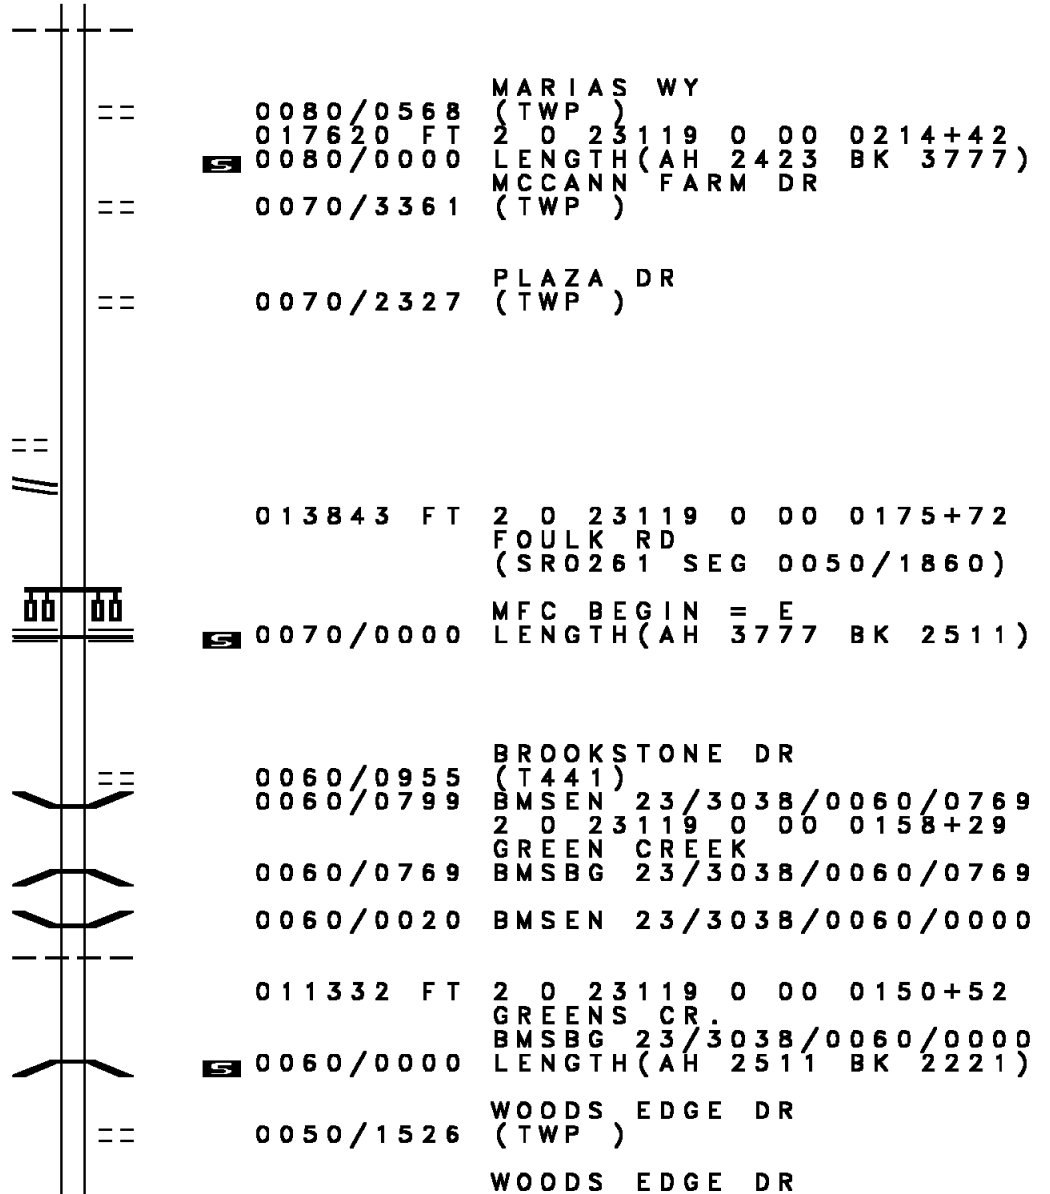 MARIAS WY
0080/0568 (TWP )
017620 FT 2 0 23119 0 00 0214+42
S 0080/0000 LENGTH(AH 2423 BK 3777)
MCCANN FARM DR
0070/3361 (TWP )
PLAZA DR
0070/2327 (TWP )
013843 FT 2 0 23119 0 00 0175+72
FOULK RD
(SR0261 SEG 0050/1860)
MFC BEGIN = E
S 0070/0000 LENGTH(AH 3777 BK 2511)
BROOKSTONE DR
0060/0955 (T441)
0060/0799 BMSEN 23/3038/0060/0769
2 0 23119 0 00 0158+29
GREEN CREEK
0060/0769 BMSBG 23/3038/0060/0769
0060/0020 BMSEN 23/3038/0060/0000
011332 FT 2 0 23119 0 00 0150+52
GREENS CR.
BMSBG 23/3038/0060/0000
S 0060/0000 LENGTH(AH 2511 BK 2221)
WOODS EDGE DR
0050/1526 (TWP )
WOODS EDGE DR